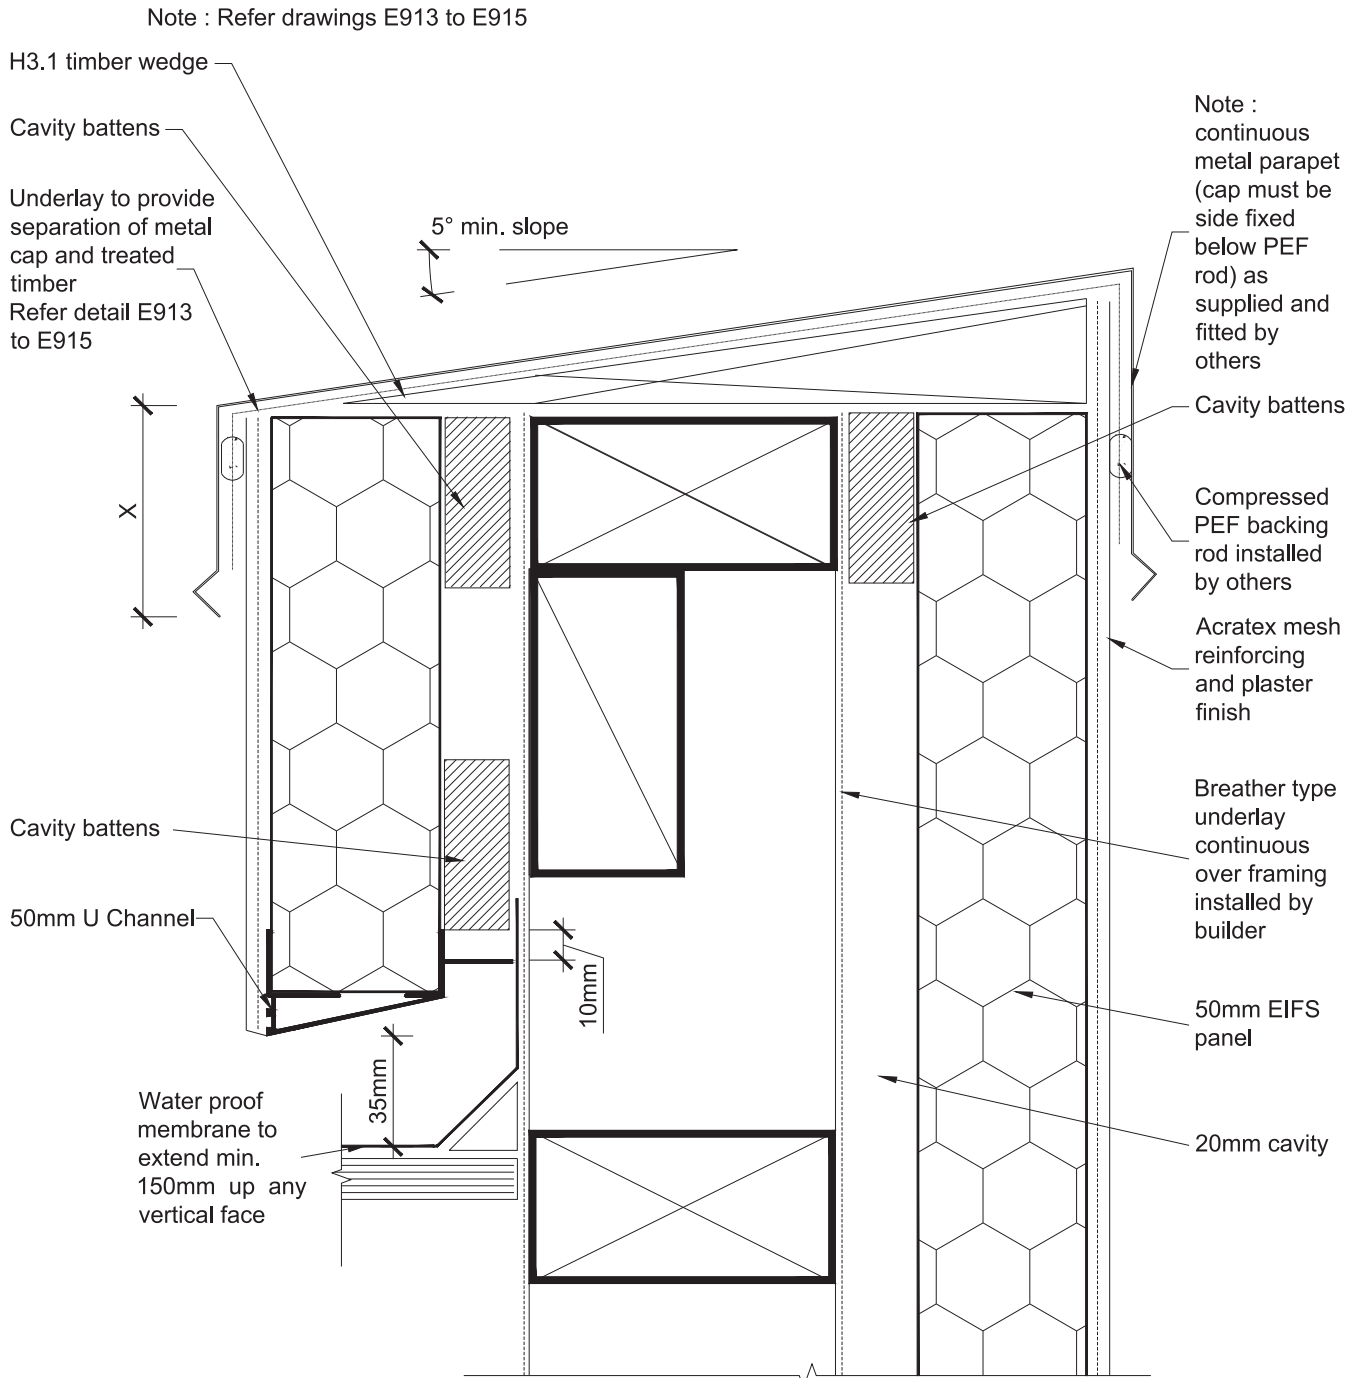 Note : Refer drawings E913 to E915
H3.1 timber wedge
Cavity battens
Underlay to provide
separation of metal
cap and treated
timber
Refer detail E913
to E915
5° min. slope
X
Cavity battens
50mm U Channel
10mm
35mm
Water proof
membrane to
extend min.
150mm up any
vertical face
Note :
continuous
metal parapet
(cap must be
side fixed
below PEF
rod) as
supplied and
fitted by
others
Cavity battens
Compressed
PEF backing
rod installed
by others
Acratex mesh
reinforcing
and plaster
finish
Breather type
underlay
continuous
over framing
installed by
builder
50mm EIFS
panel
20mm cavity